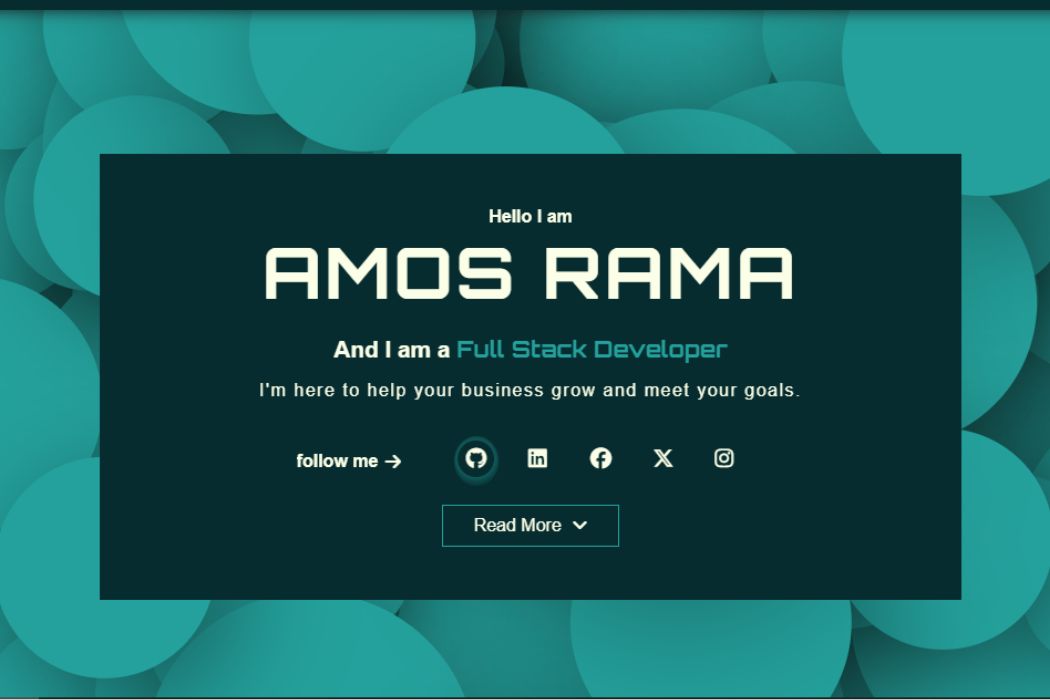 Hello I am
AMOS RAMA
And I am a Full Stack Developer
I'm here to help your business grow and meet your goals.
follow me →
Read More